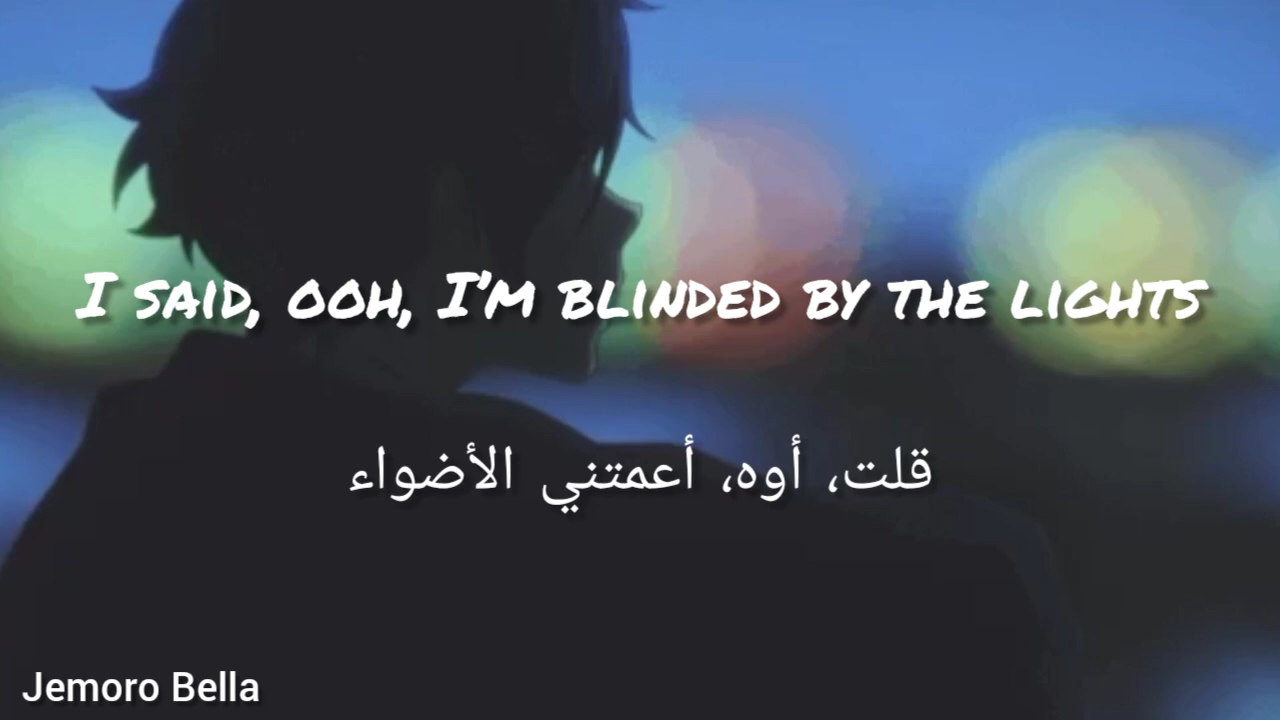 I SAID, OOH, I'M BLINDED BY THE LIGHTS
قلت، أوه، أعمتني الأضواء
Jemoro Bella